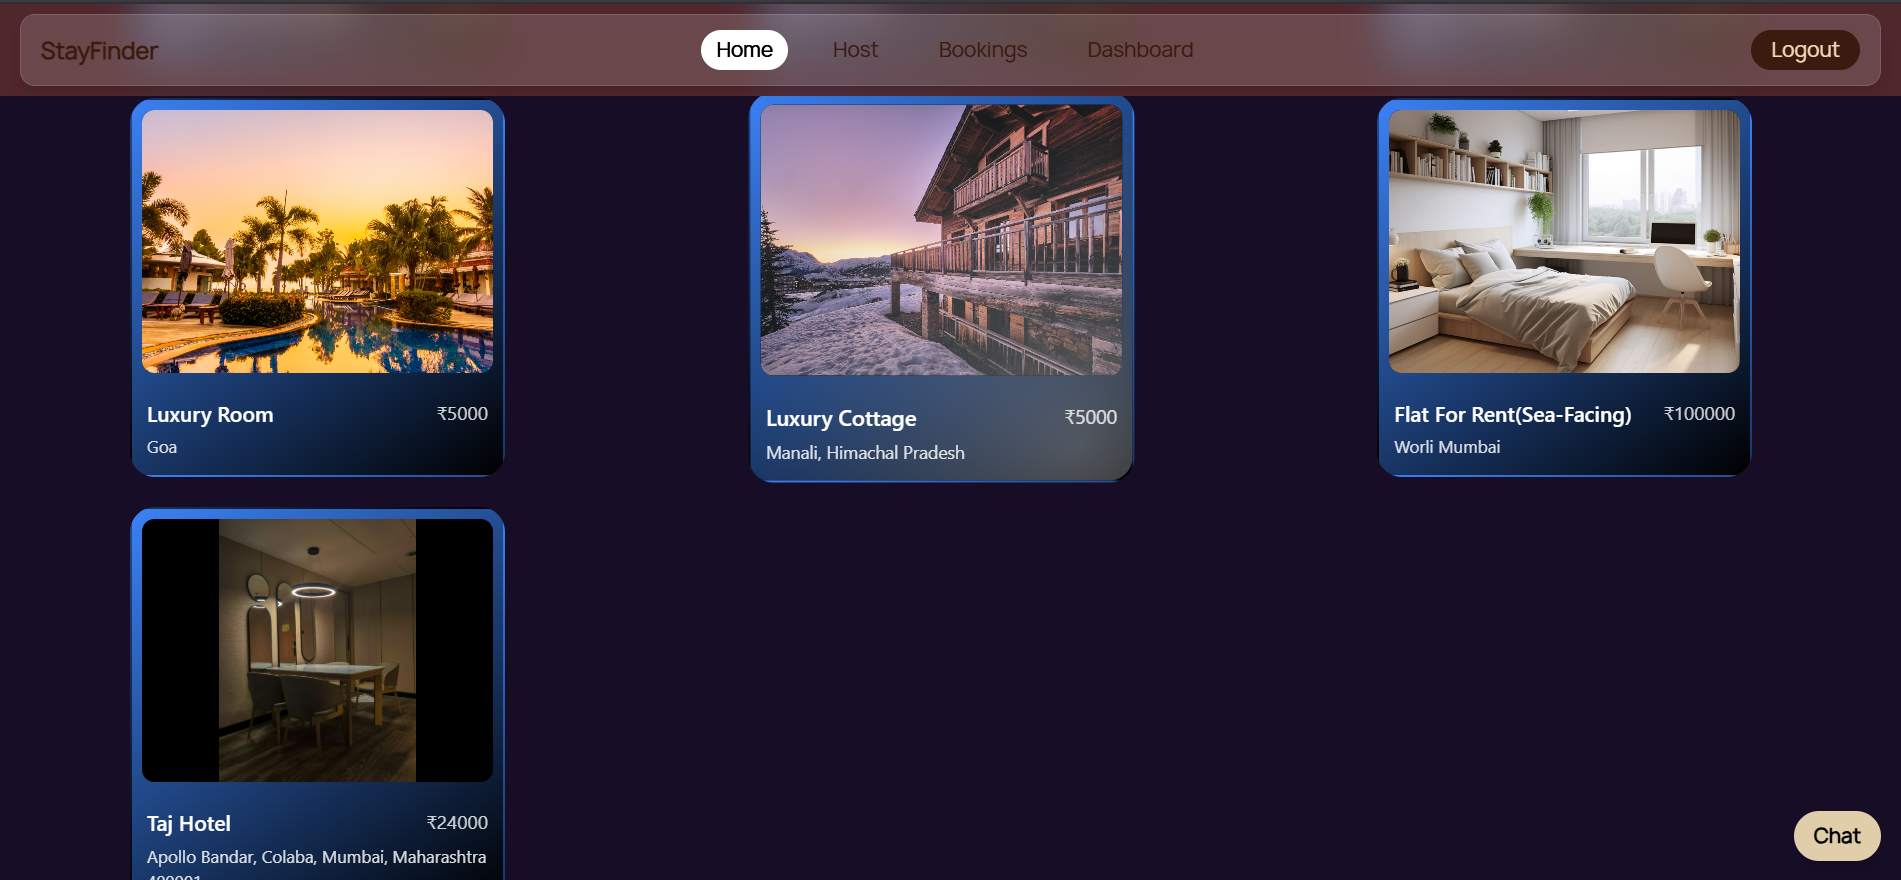 StayFinder
Home
Host
Bookings
Dashboard
Logout
Luxury Room
₹5000
Goa
Luxury Cottage
₹5000
Manali, Himachal Pradesh
Flat For Rent(Sea-Facing)
₹100000
Worli Mumbai
Taj Hotel
₹24000
Apollo Bandar, Colaba, Mumbai, Maharashtra
Chat